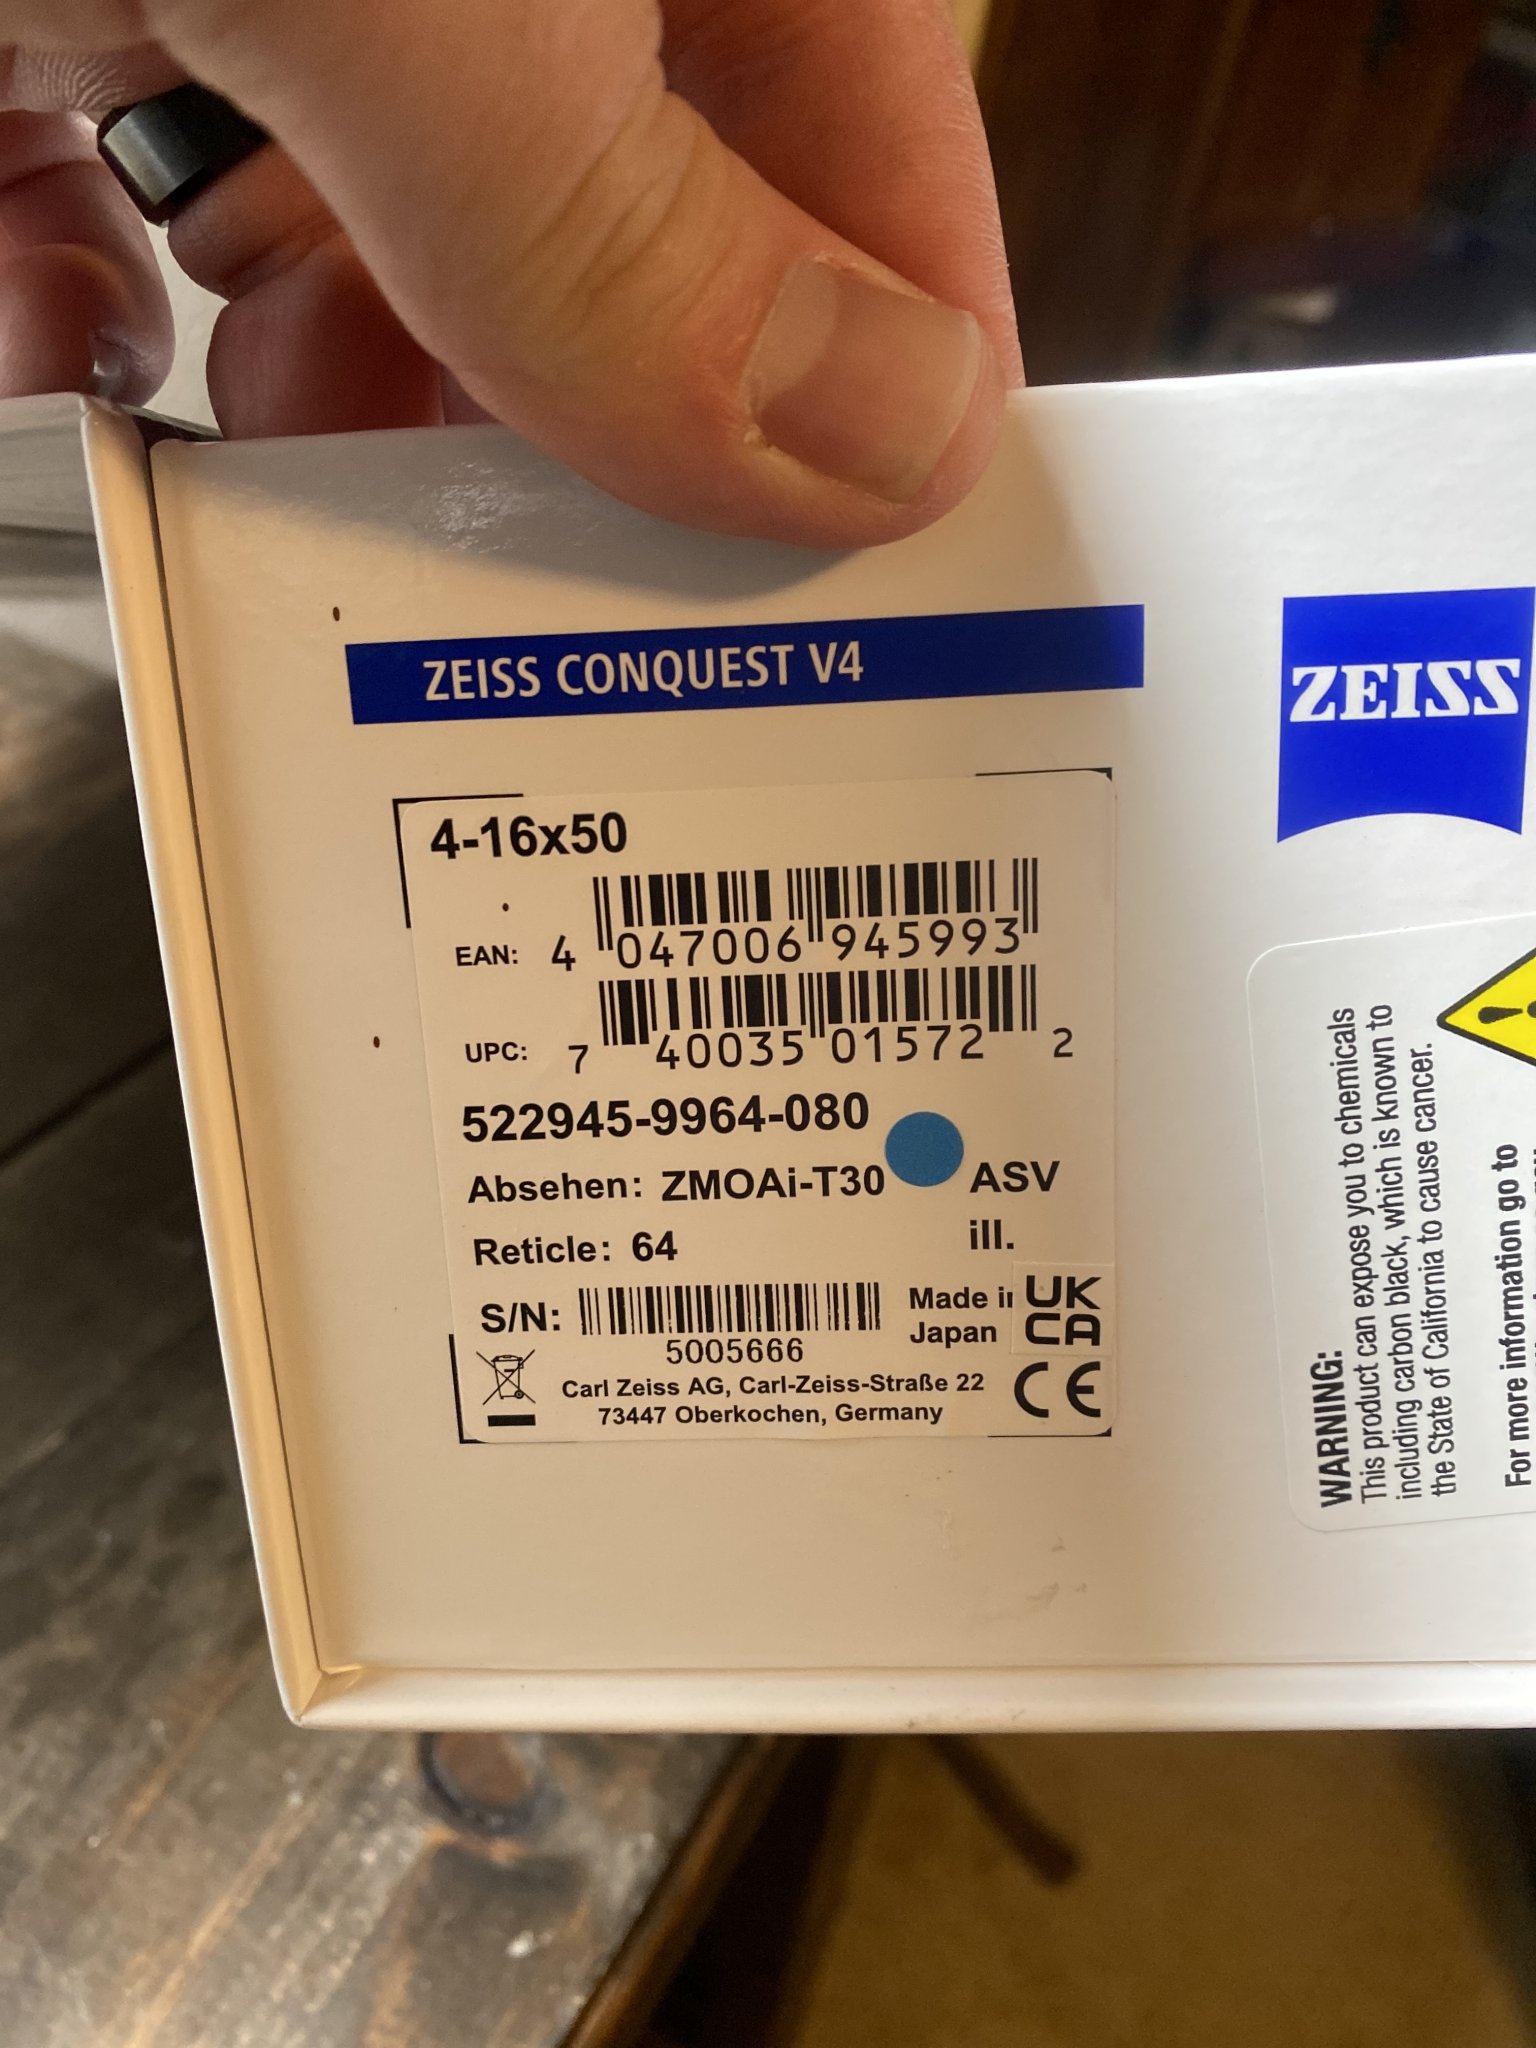 ZEISS CONQUEST V4
ZEISS
4-16x50
EAN: 4 047006 945993
UPC: 7 40035 01572 2
522945-9964-080
Absehen: ZMOAi-T30 ASV
Reticle: 64 ill.
S/N:
5005666
Made in
Japan
UK
CA
Carl Zeiss AG, Carl-Zeiss-Straße 22
73447 Oberkochen, Germany
CE
WARNING:
This product can expose you to chemicals
including carbon black, which is known to
the State of California to cause cancer.
For more information go to